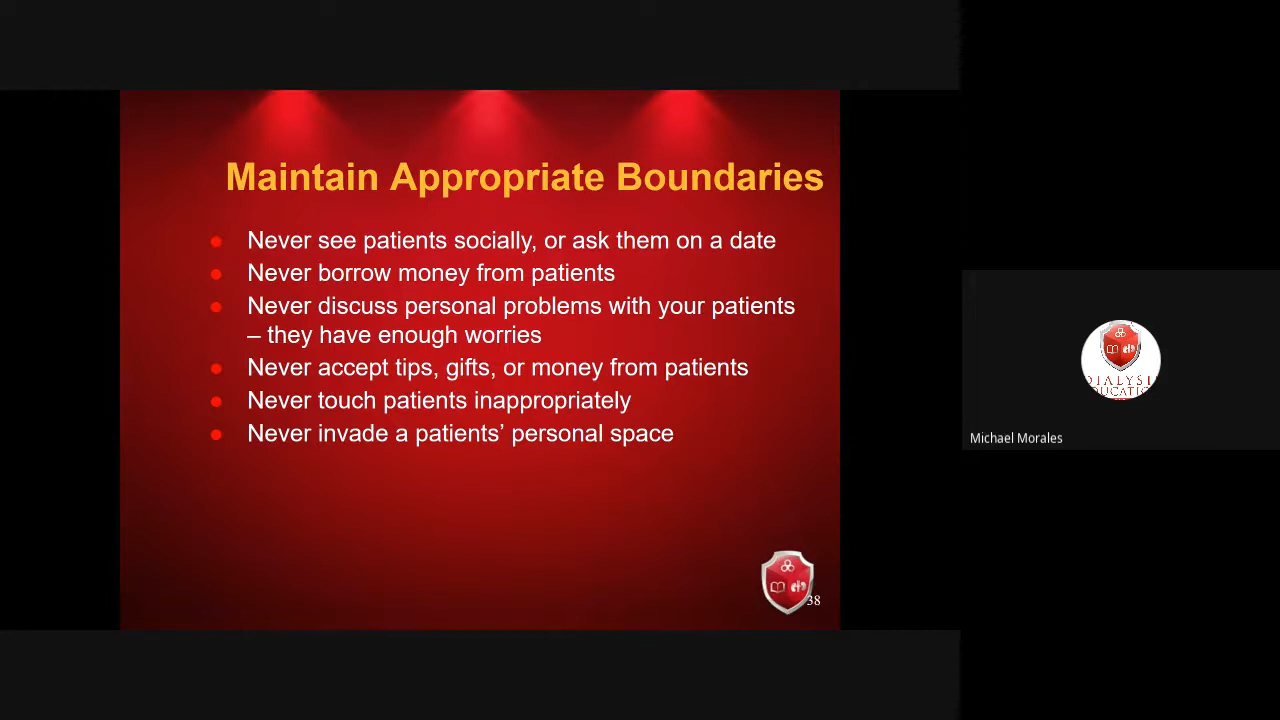 Maintain Appropriate Boundaries
Never see patients socially, or ask them on a date
Never borrow money from patients
Never discuss personal problems with your patients
– they have enough worries
Never accept tips, gifts, or money from patients
Never touch patients inappropriately
Never invade a patients’ personal space
38
Michael Morales